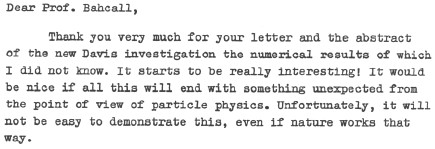 Dear Prof. Bahcall,
Thank you very much for your letter and the abstract
of the new Davis investigation the numerical results of which
I did not know. It starts to be really interesting! It would
be nice if all this will end with something unexpected from
the point of view of particle physics. Unfortunately, it will
not be easy to demonstrate this, even if nature works that
way.